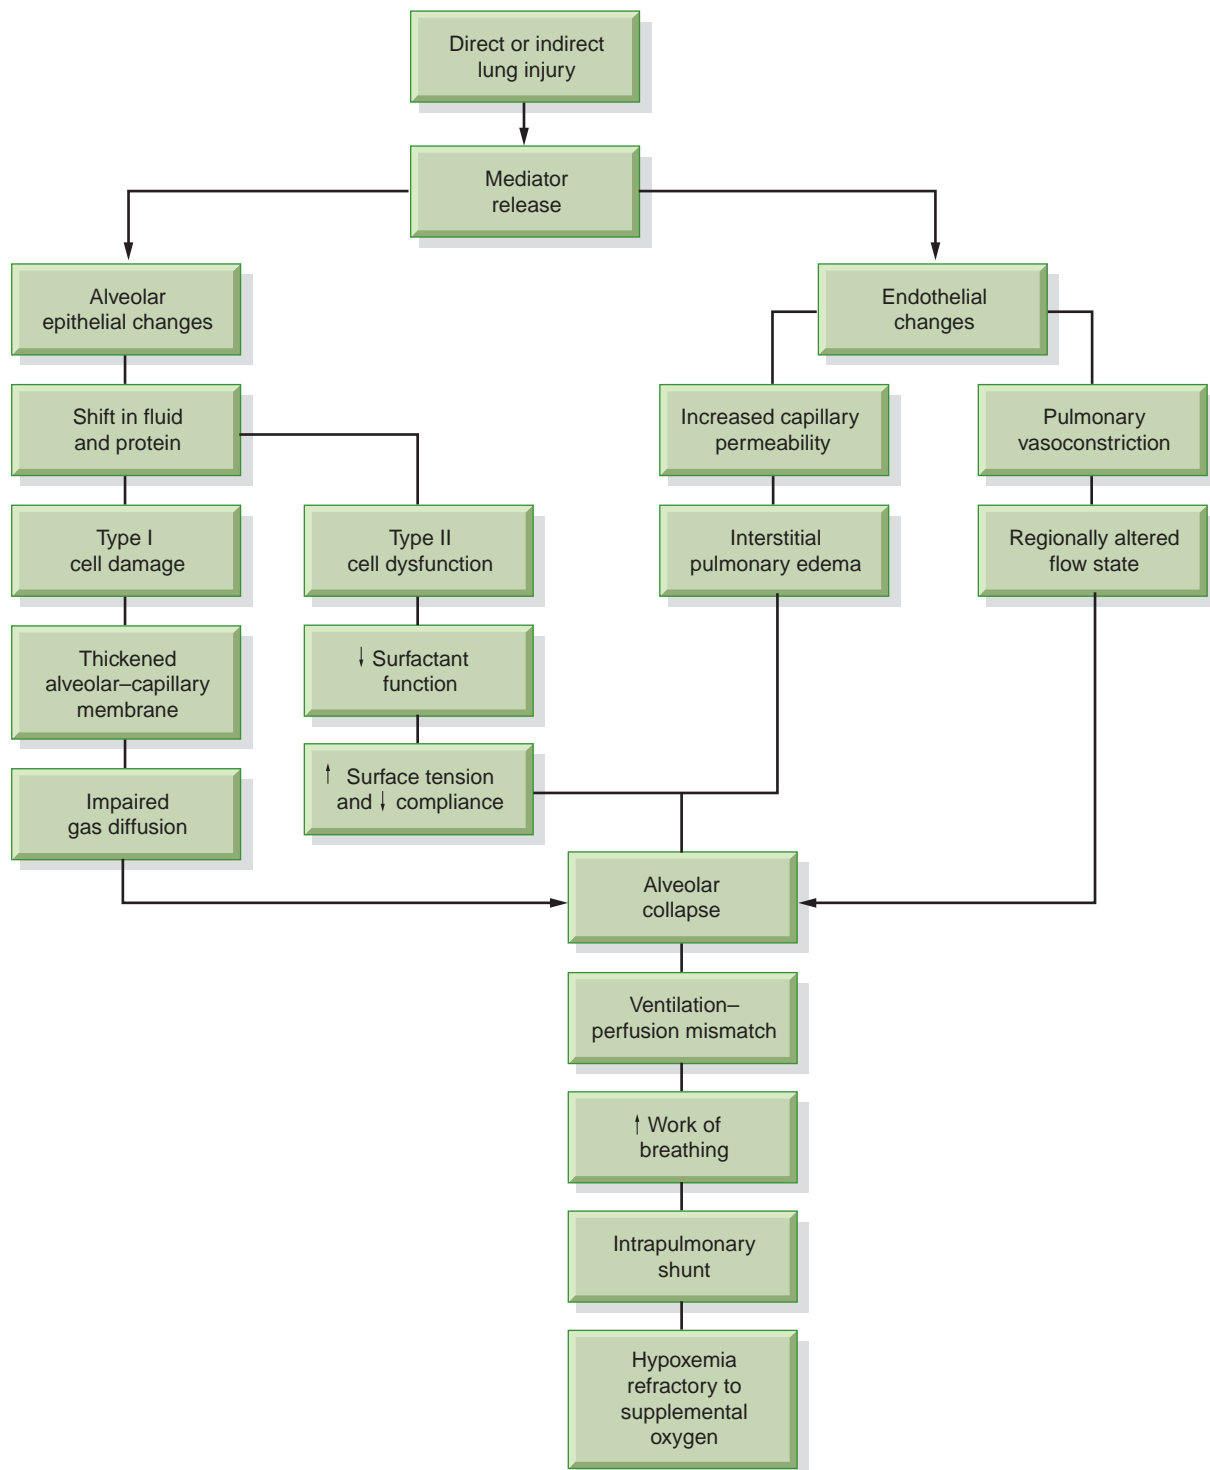 Direct or indirect
lung injury
Mediator
release
Alveolar
epithelial changes
Endothelial
changes
Shift in fluid
and protein
Increased capillary
permeability
Pulmonary
vasoconstriction
Type I
cell damage
Type II
cell dysfunction
Interstitial
pulmonary edema
Regionally altered
flow state
Thickened
alveolar–capillary
membrane
↓ Surfactant
function
Impaired
gas diffusion
↑ Surface tension
and ↓ compliance
Alveolar
collapse
Ventilation–
perfusion mismatch
↑ Work of
breathing
Intrapulmonary
shunt
Hypoxemia
refractory to
supplemental
oxygen